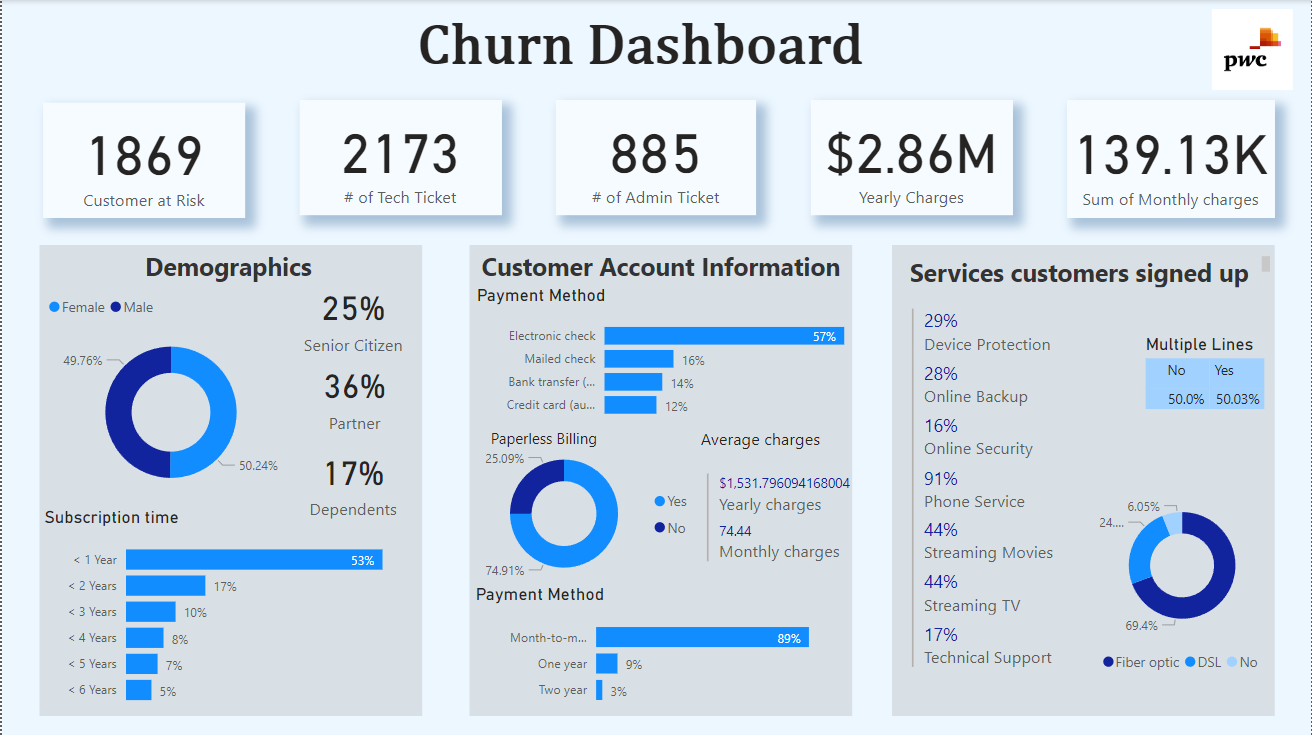 Churn Dashboard
pwc
1869
Customer at Risk
2173
# of Tech Ticket
885
# of Admin Ticket
$2.86M
Yearly Charges
139.13K
Sum of Monthly charges
Demographics
Female Male
49.76%
50.24%
25%
Senior Citizen
36%
Partner
17%
Dependents
Subscription time
< 1 Year 53%
< 2 Years 17%
< 3 Years 10%
< 4 Years 8%
< 5 Years 7%
< 6 Years 5%
Customer Account Information
Payment Method
Electronic check 57%
Mailed check 16%
Bank transfer (... 14%
Credit card (au... 12%
Paperless Billing
25.09%
74.91%
Yes
No
Average charges
$1,531.796094168004
Yearly charges
74.44
Monthly charges
Payment Method
Month-to-m... 89%
One year 9%
Two year 3%
Services customers signed up
29%
Device Protection
28%
Online Backup
16%
Online Security
91%
Phone Service
44%
Streaming Movies
44%
Streaming TV
17%
Technical Support
Multiple Lines
No Yes
50.0% 50.03%
6.05%
24....
69.4%
Fiber optic DSL No